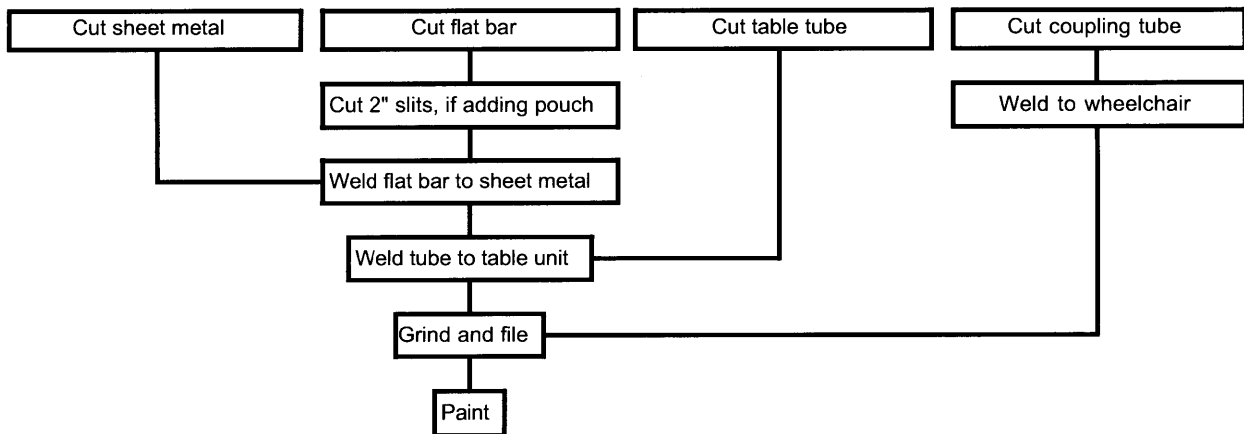 Cut sheet metal
Cut flat bar
Cut table tube
Cut coupling tube
Cut 2" slits, if adding pouch
Weld to wheelchair
Weld flat bar to sheet metal
Weld tube to table unit
Grind and file
Paint